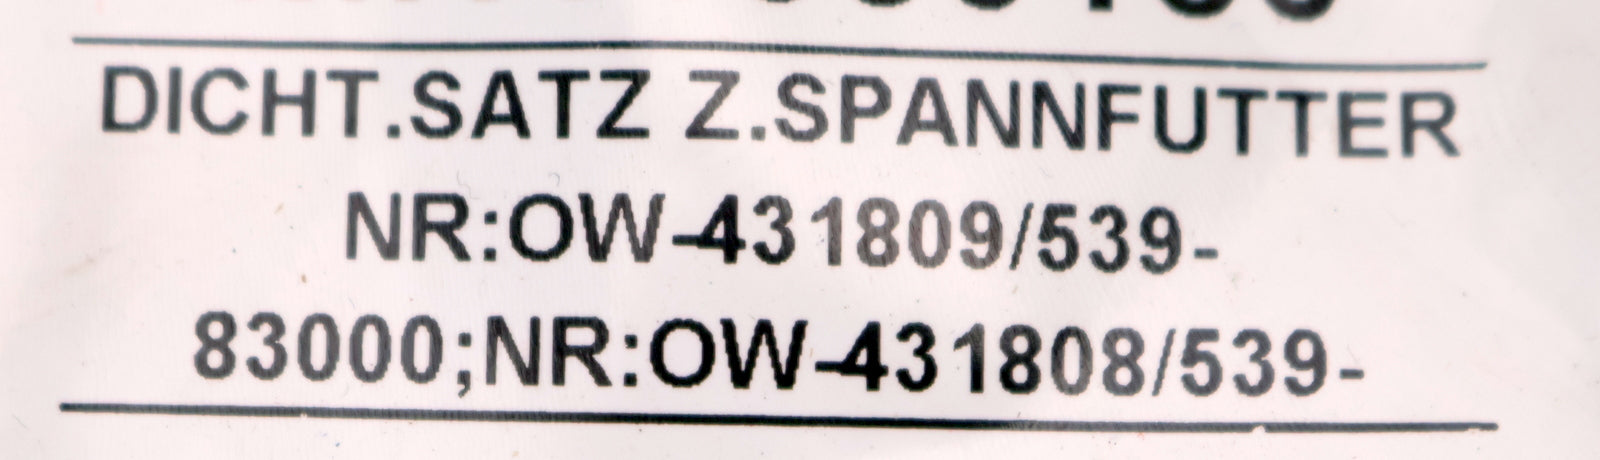 DICHT.SATZ Z.SPANNFUTTER
NR:OW-431809/539-
83000;NR:OW-431808/539-